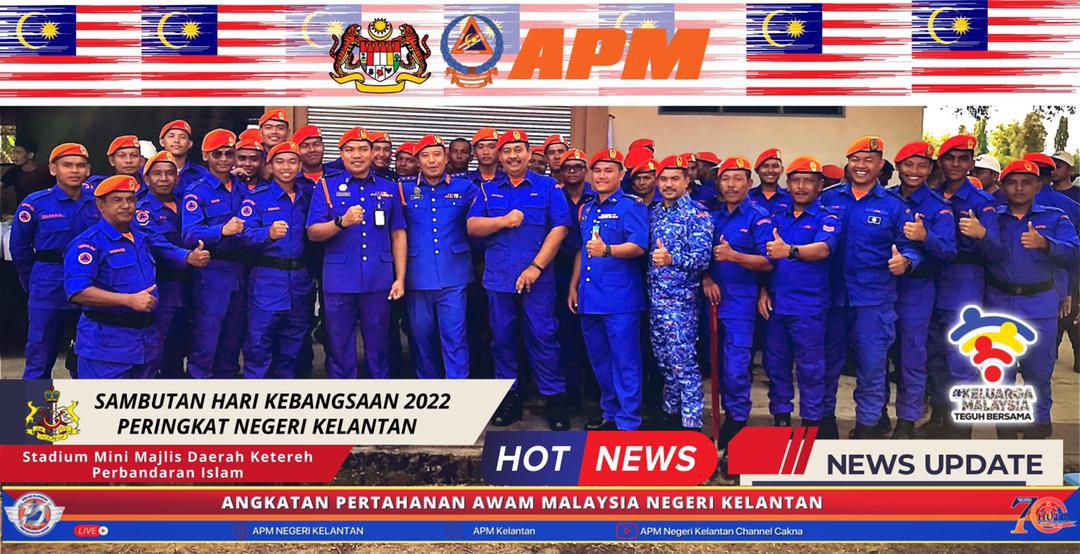 APM
SAMBUTAN HARI KEBANGSAAN 2022
PERINGKAT NEGERI KELANTAN
Stadium Mini Majlis Daerah Ketereh
Perbandaran Islam
#KELUARGA
MALAYSIA
TEGUH BERSAMA
HOT NEWS
NEWS UPDATE
ANGKATAN PERTAHANAN AWAM MALAYSIA NEGERI KELANTAN
70
LIVE
APM NEGERI KELANTAN
APM Kelantan
APM Negeri Kelantan Channel Cakna